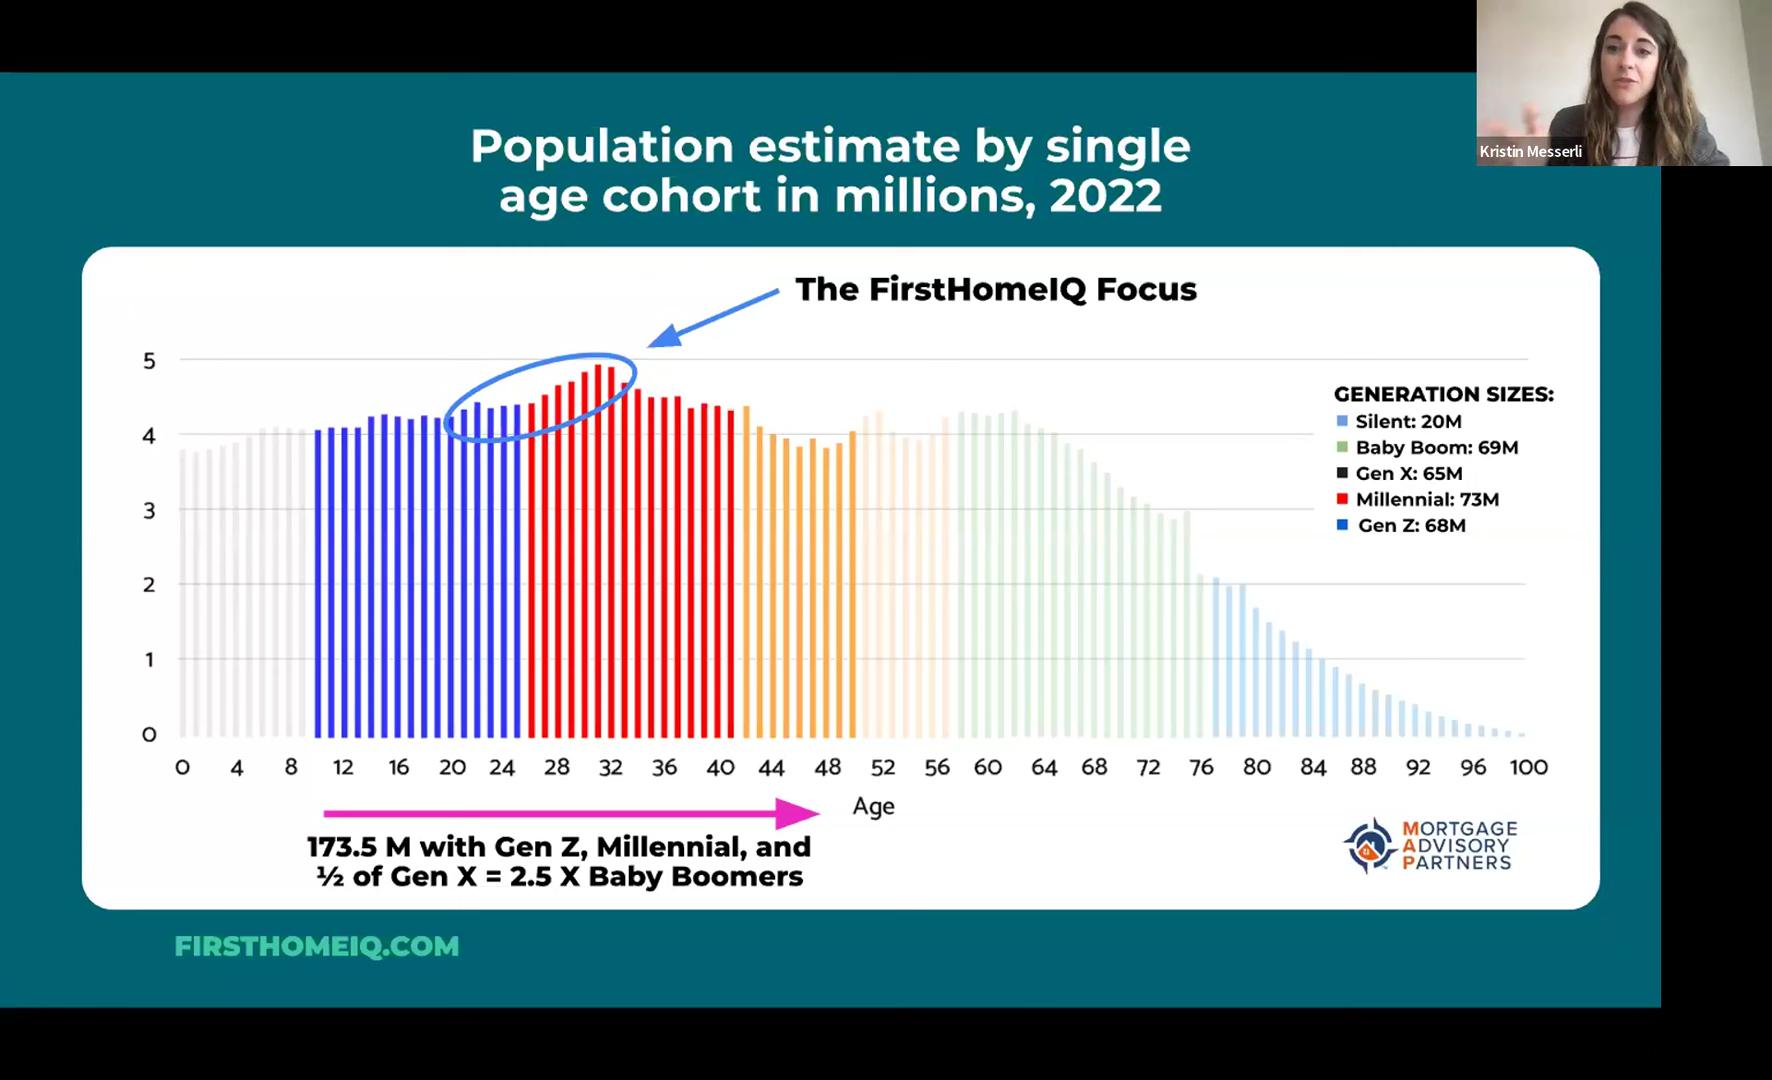 Kristin Messerli
Population estimate by single
age cohort in millions, 2022
The FirstHomeIQ Focus
5
4
3
2
1
0
GENERATION SIZES:
Silent: 20M
Baby Boom: 69M
Gen X: 65M
Millennial: 73M
Gen Z: 68M
0 4 8 12 16 20 24 28 32 36 40 44 48 52 56 60 64 68 72 76 80 84 88 92 96 100
Age
173.5 M with Gen Z, Millennial, and
½ of Gen X = 2.5 X Baby Boomers
MORTGAGE
ADVISORY
PARTNERS
FIRSTHOMEIQ.COM